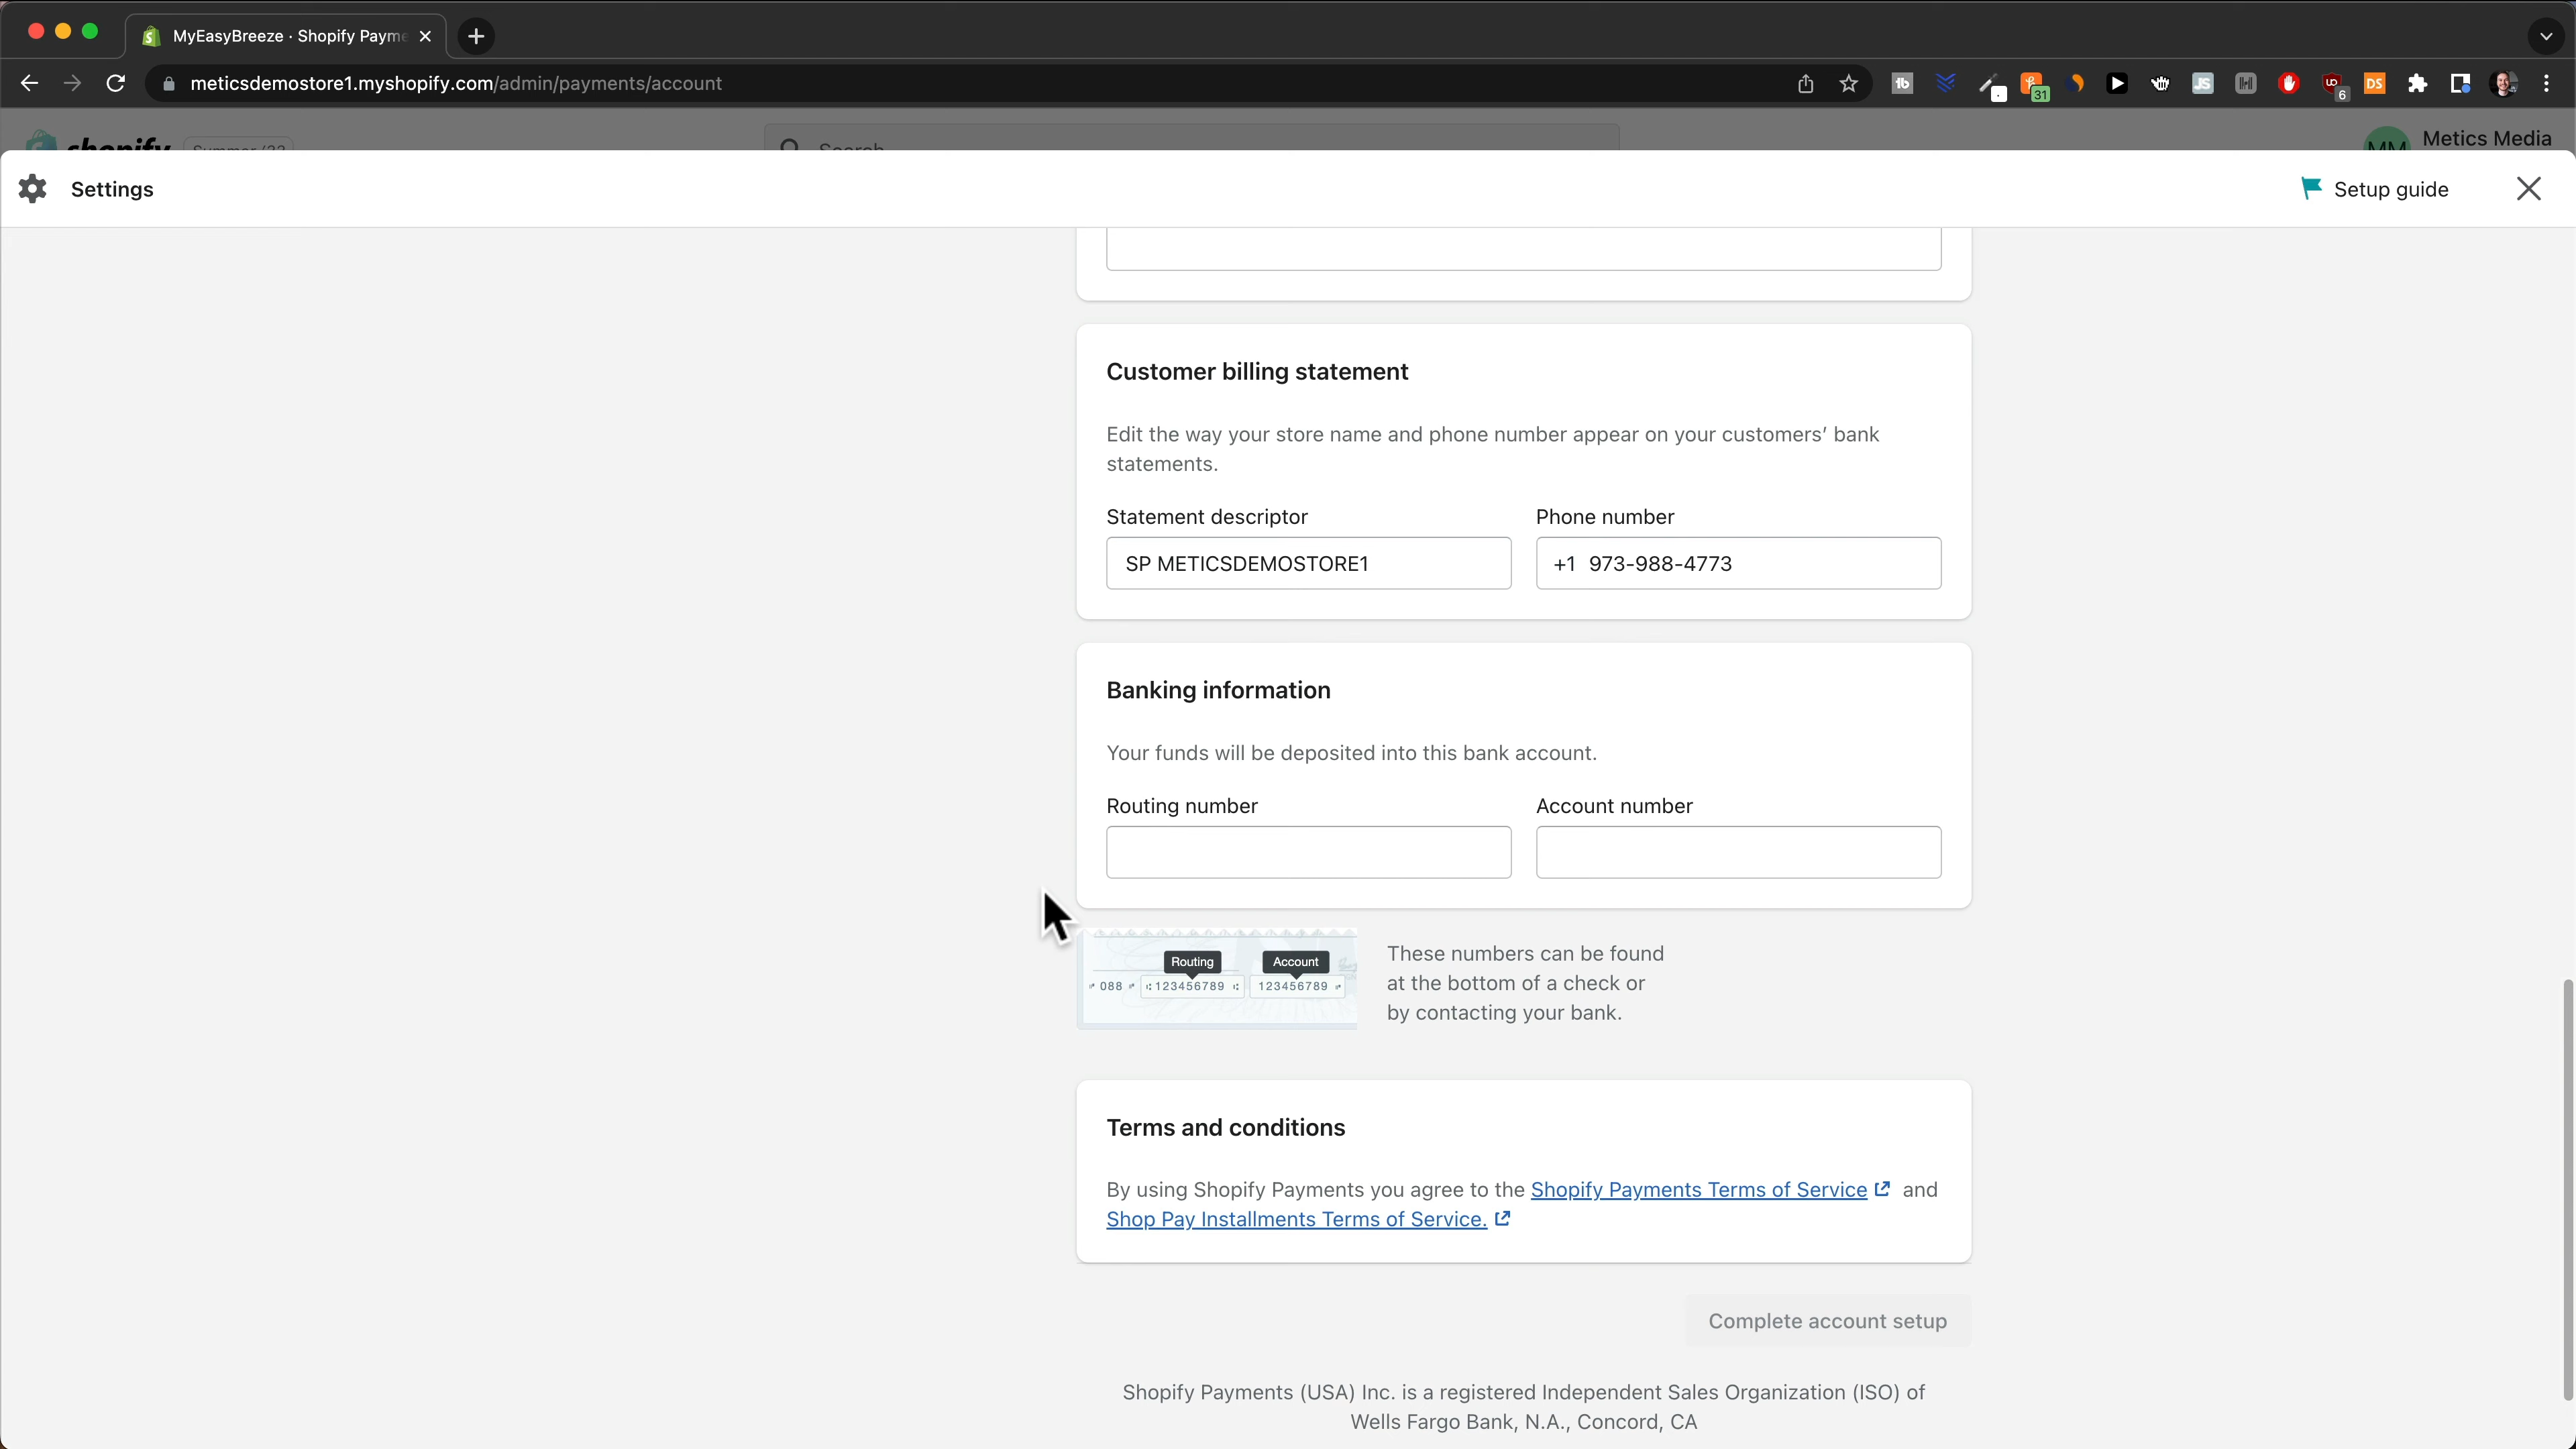 MyEasyBreeze · Shopify Payme
meticsdemostore1.myshopify.com/admin/payments/account
31
6
shopify
Search
Metics Media
Settings
Setup guide
Customer billing statement
Edit the way your store name and phone number appear on your customers’ bank
statements.
Statement descriptor
Phone number
SP METICSDEMOSTORE1
+1 973-988-4773
Banking information
Your funds will be deposited into this bank account.
Routing number
Account number
Routing
Account
088
123456789
123456789
These numbers can be found
at the bottom of a check or
by contacting your bank.
Terms and conditions
By using Shopify Payments you agree to the Shopify Payments Terms of Service and
Shop Pay Installments Terms of Service.
Complete account setup
Shopify Payments (USA) Inc. is a registered Independent Sales Organization (ISO) of
Wells Fargo Bank, N.A., Concord, CA